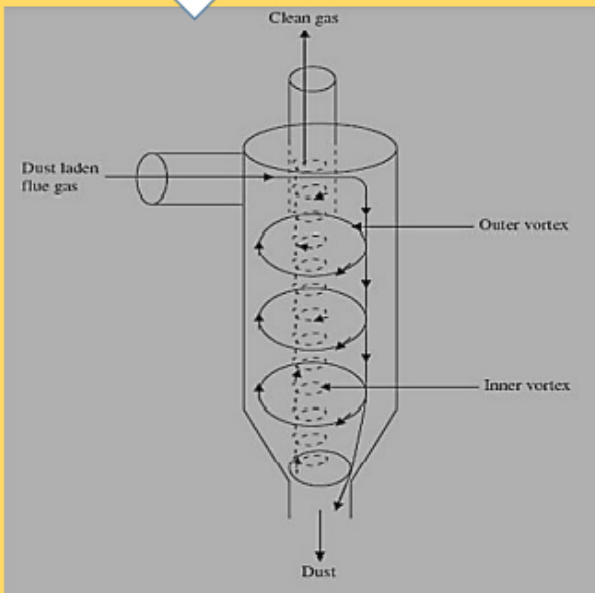 Clean gas
Dust laden
flue gas
Outer vortex
Inner vortex
Dust